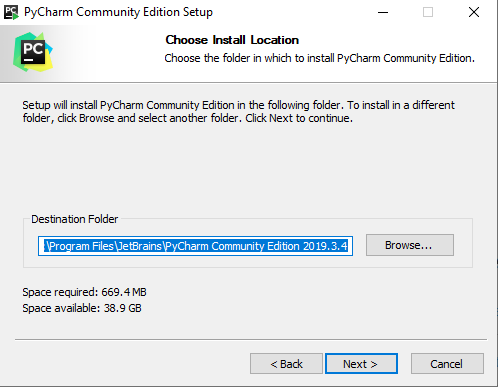 PyCharm Community Edition Setup
PC
Choose Install Location
Choose the folder in which to install PyCharm Community Edition.
Setup will install PyCharm Community Edition in the following folder. To install in a different
folder, click Browse and select another folder. Click Next to continue.
Destination Folder
:\Program Files\JetBrains\PyCharm Community Edition 2019.3.4
Browse...
Space required: 669.4 MB
Space available: 38.9 GB
< Back
Next >
Cancel